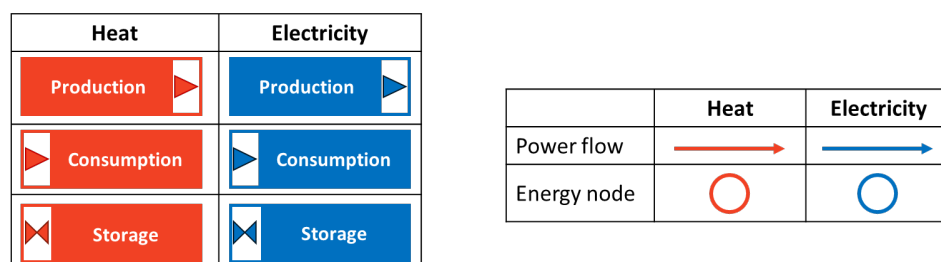 Heat Electricity
Production Production
Consumption Consumption
Storage Storage
Heat Electricity
Power flow
Energy node